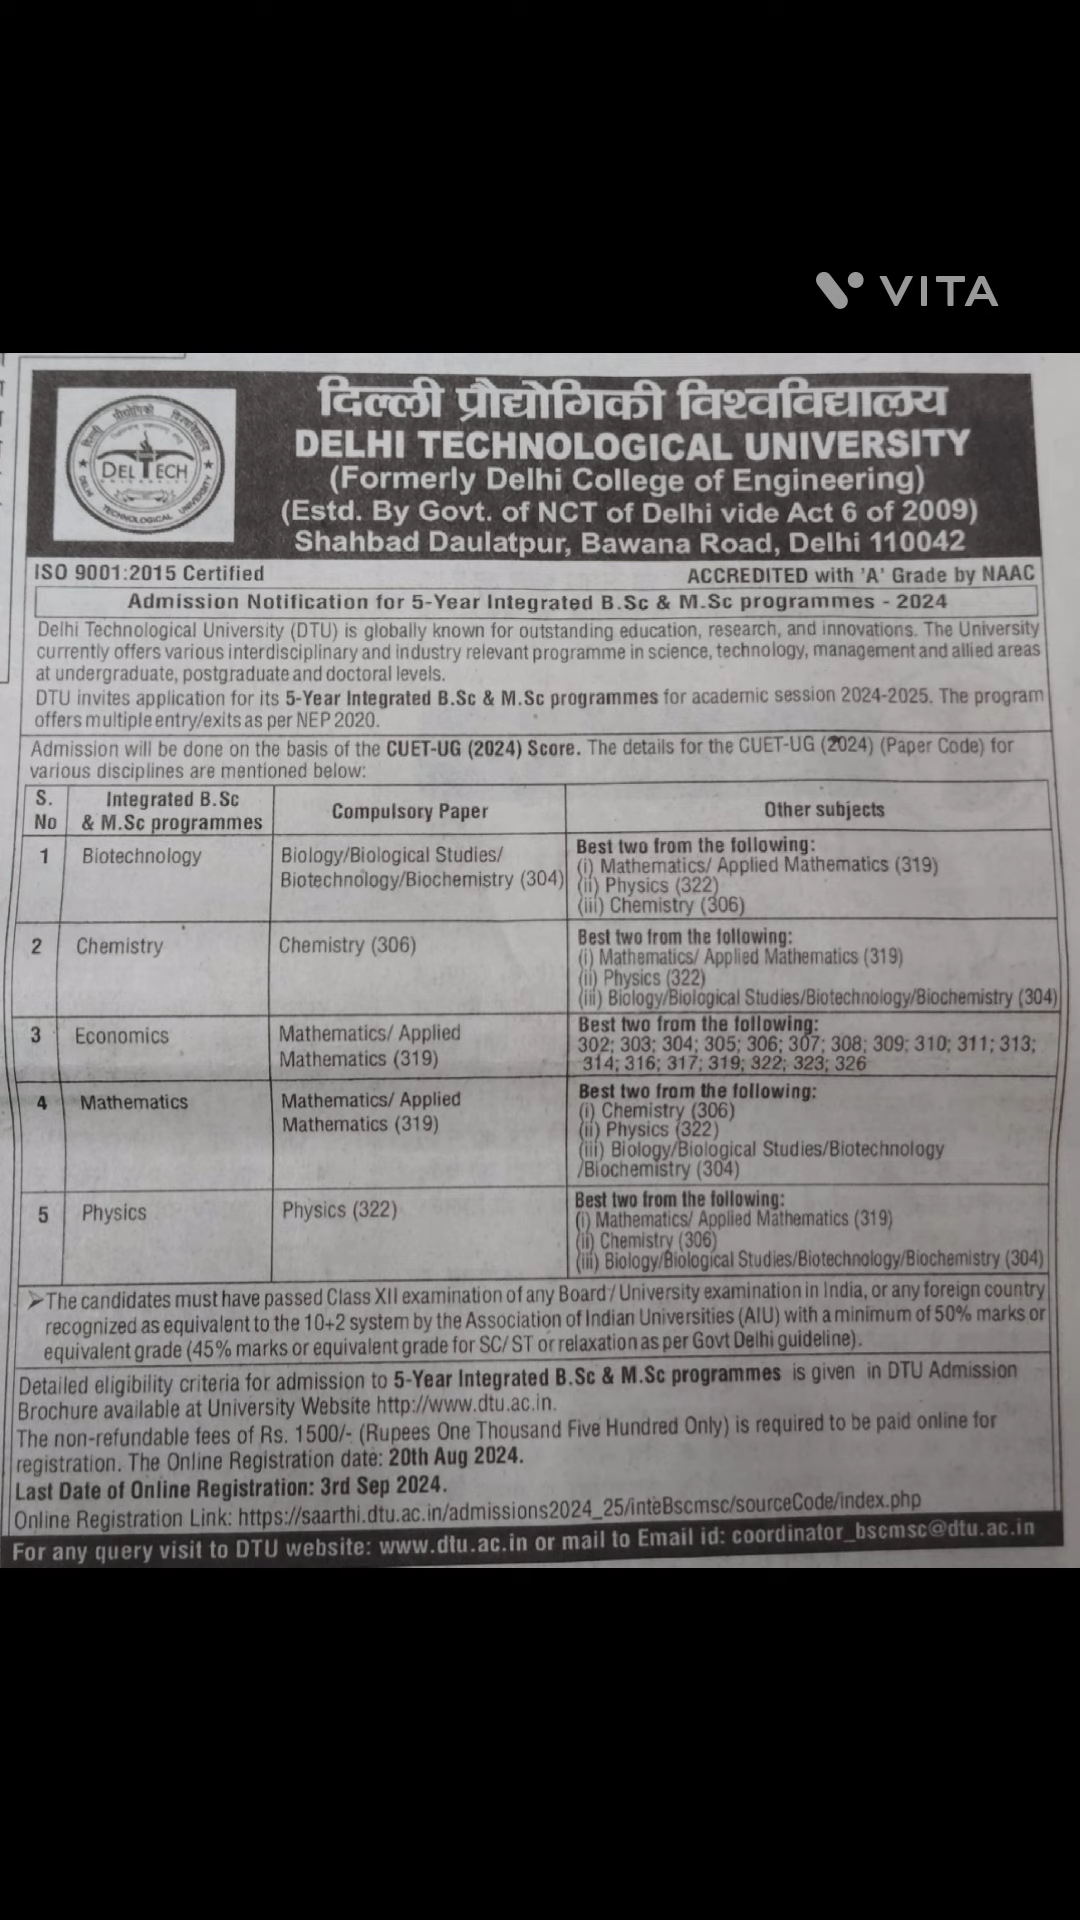 VITA
दिल्ली प्रौद्योगिकी विश्वविद्यालय
DELHI TECHNOLOGICAL UNIVERSITY
(Formerly Delhi College of Engineering)
(Estd. By Govt. of NCT of Delhi vide Act 6 of 2009)
Shahbad Daulatpur, Bawana Road, Delhi 110042
DELTECH
DELHI TECHNOLOGICAL UNIVERSITY
ISO 9001:2015 Certified
ACCREDITED with 'A' Grade by NAAC
Admission Notification for 5-Year Integrated B.Sc & M.Sc programmes - 2024
Delhi Technological University (DTU) is globally known for outstanding education, research, and innovations. The University
currently offers various interdisciplinary and industry relevant programme in science, technology, management and allied areas
at undergraduate, postgraduate and doctoral levels.
DTU invites application for its 5-Year Integrated B.Sc & M.Sc programmes for academic session 2024-2025. The program
offers multiple entry/exits as per NEP 2020.
Admission will be done on the basis of the CUET-UG (2024) Score. The details for the CUET-UG (2024) (Paper Code) for
various disciplines are mentioned below:
S. No
Integrated B.Sc
& M.Sc programmes
Compulsory Paper
Other subjects
1
Biotechnology
Biology/Biological Studies/
Biotechnology/Biochemistry (304)
Best two from the following:
(i) Mathematics/ Applied Mathematics (319)
(ii) Physics (322)
(iii) Chemistry (306)
2
Chemistry
Chemistry (306)
Best two from the following:
(i) Mathematics/ Applied Mathematics (319)
(ii) Physics (322)
(iii) Biology/Biological Studies/Biotechnology/Biochemistry (304)
3
Economics
Mathematics/ Applied
Mathematics (319)
Best two from the following:
302; 303; 304; 305; 306; 307; 308; 309; 310; 311; 313;
314; 316; 317; 319; 322; 323; 326
4
Mathematics
Mathematics/ Applied
Mathematics (319)
Best two from the following:
(i) Chemistry (306)
(ii) Physics (322)
(iii) Biology/Biological Studies/Biotechnology
/Biochemistry (304)
5
Physics
Physics (322)
Best two from the following:
(i) Mathematics/ Applied Mathematics (319)
(ii) Chemistry (306)
(iii) Biology/Biological Studies/Biotechnology/Biochemistry (304)
➤The candidates must have passed Class XII examination of any Board / University examination in India, or any foreign country
recognized as equivalent to the 10+2 system by the Association of Indian Universities (AIU) with a minimum of 50% marks or
equivalent grade (45% marks or equivalent grade for SC/ ST or relaxation as per Govt Delhi guideline).
Detailed eligibility criteria for admission to 5-Year Integrated B.Sc & M.Sc programmes is given in DTU Admission
Brochure available at University Website http://www.dtu.ac.in.
The non-refundable fees of Rs. 1500/- (Rupees One Thousand Five Hundred Only) is required to be paid online for
registration. The Online Registration date: 20th Aug 2024.
Last Date of Online Registration: 3rd Sep 2024.
Online Registration Link: https://saarthi.dtu.ac.in/admissions2024_25/inteBscmsc/sourceCode/index.php
For any query visit to DTU website: www.dtu.ac.in or mail to Email id: coordinator_bscmsc@dtu.ac.in